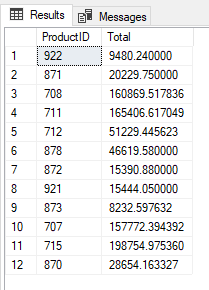 Results Messages
ProductID Total
1 922 9480.240000
2 871 20229.750000
3 708 160869.517836
4 711 165406.617049
5 712 51229.445623
6 878 46619.580000
7 872 15390.880000
8 921 15444.050000
9 873 8232.597632
10 707 157772.394392
11 715 198754.975360
12 870 28654.163327